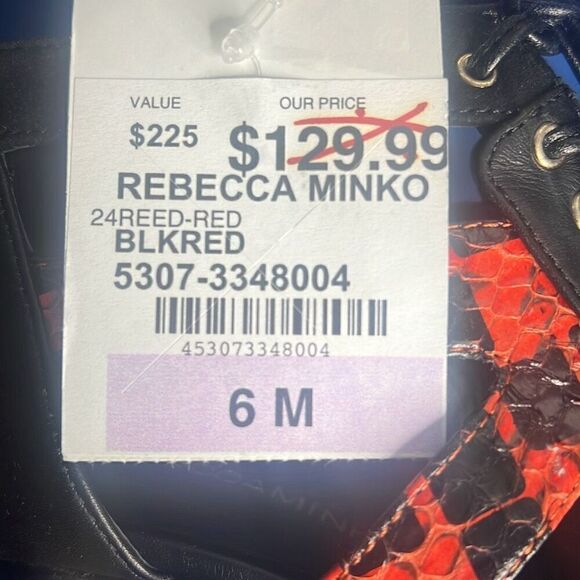 VALUE OUR PRICE
$225 $129.99
REBECCA MINKO
24REED-RED
BLKRED
5307-3348004
453073348004
6 M